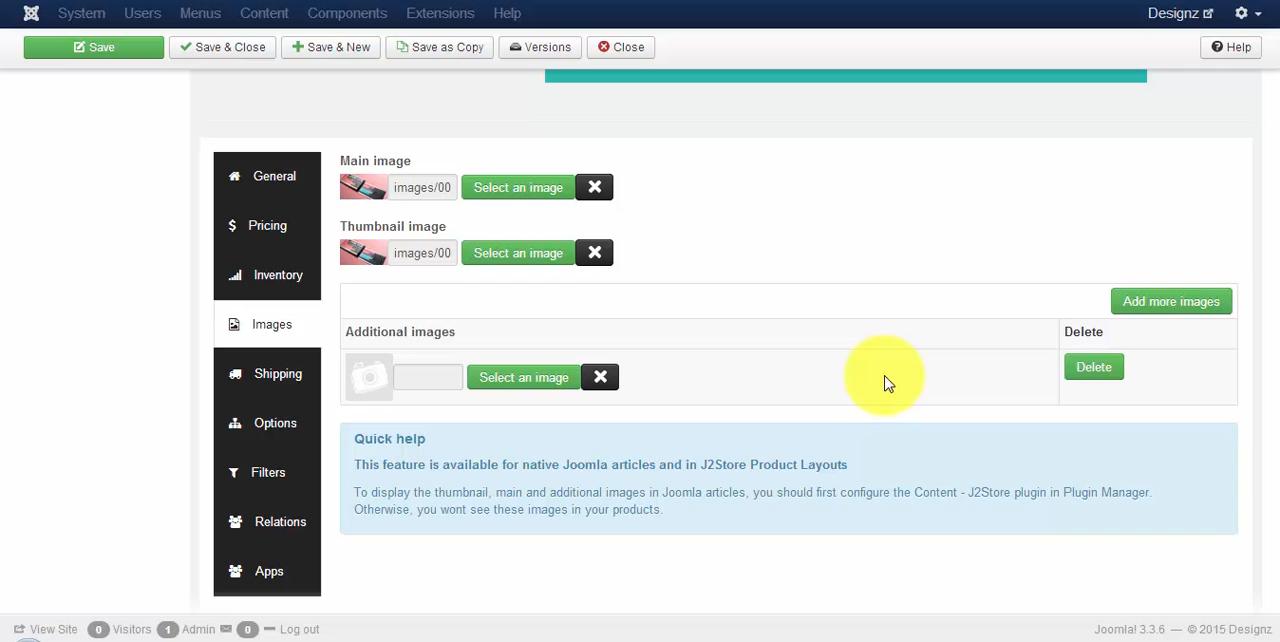 System Users Menus Content Components Extensions Help Designz
Save Save & Close Save & New Save as Copy Versions Close Help
General
Pricing
Inventory
Images
Shipping
Options
Filters
Relations
Apps
Main image
images/00 Select an image
Thumbnail image
images/00 Select an image
Add more images
Additional images Delete
Select an image Delete
Quick help
This feature is available for native Joomla articles and in J2Store Product Layouts
To display the thumbnail, main and additional images in Joomla articles, you should first configure the Content - J2Store plugin in Plugin Manager.
Otherwise, you wont see these images in your products.
View Site 0 Visitors 1 Admin 0 Log out Joomla! 3.3.6 — © 2015 Designz